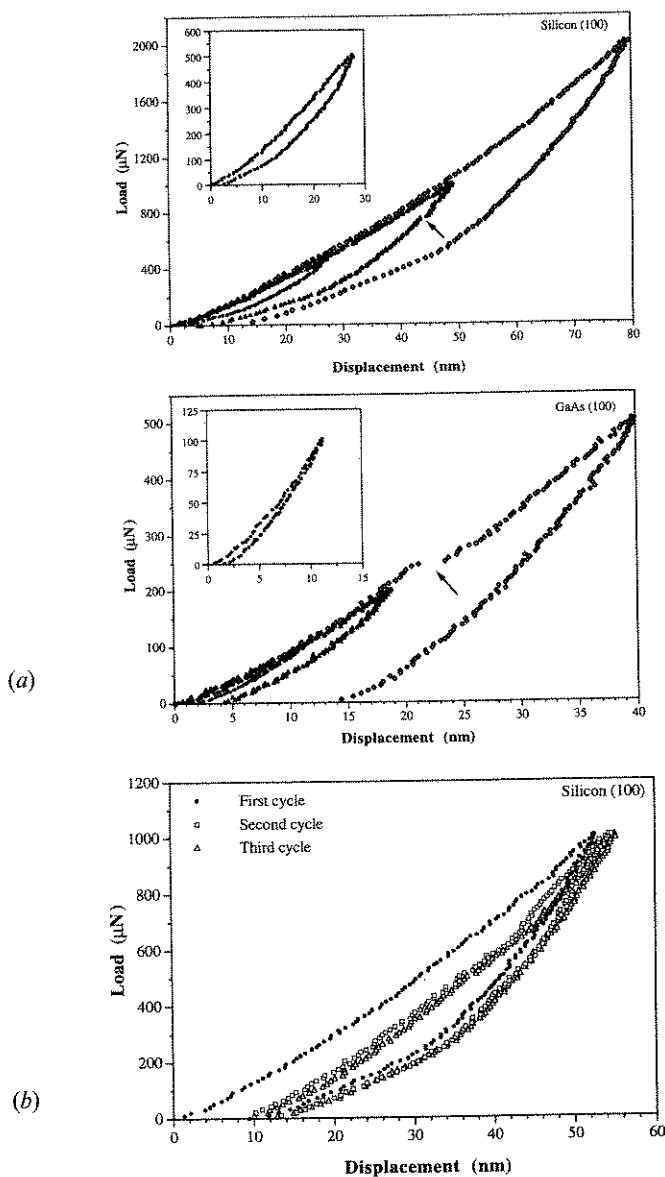 Silicon (100)
2000
1600
1200
800
400
0
Load (μN)
600
500
400
300
200
100
0
0 10 20 30
0 10 20 30 40 50 60 70 80
Displacement (nm)
GaAs (100)
500
400
300
200
100
0
Load (μN)
125
100
75
50
25
0
0 5 10 15
0 5 10 15 20 25 30 35 40
Displacement (nm)
(a)
Silicon (100)
First cycle
Second cycle
Third cycle
1200
1000
800
600
400
200
0
Load (μN)
0 10 20 30 40 50 60
Displacement (nm)
(b)